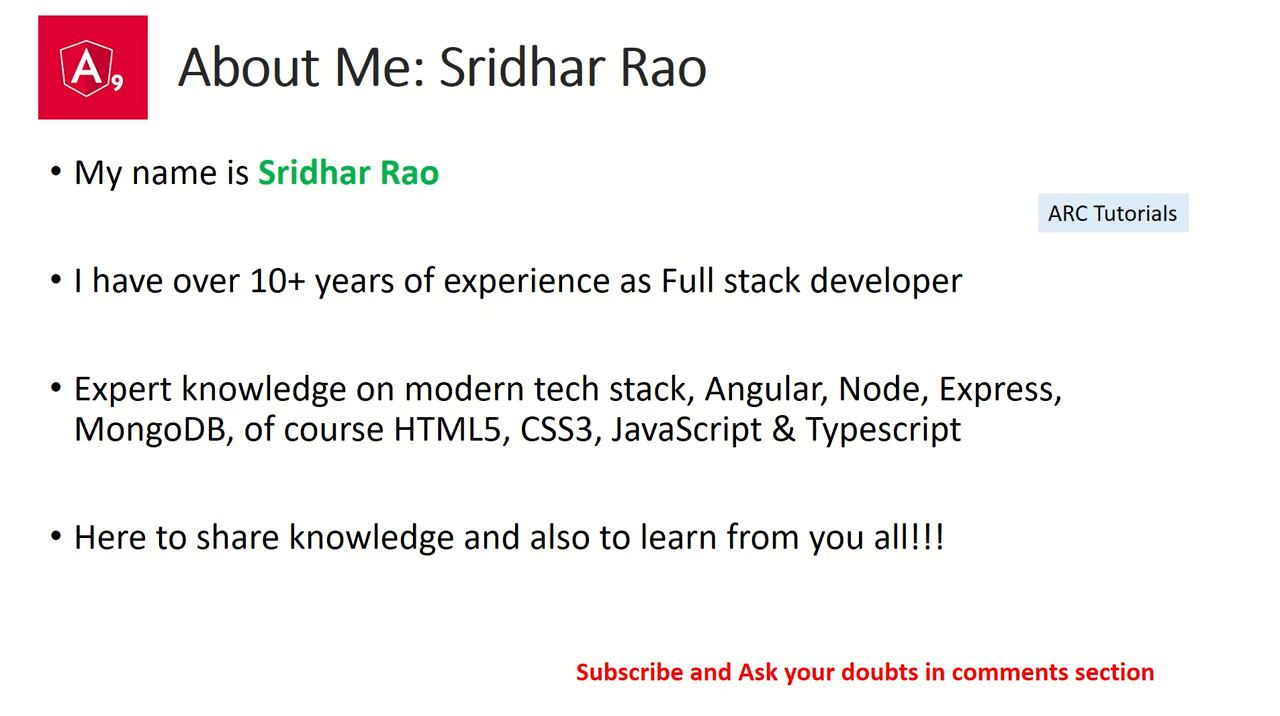 A9
About Me: Sridhar Rao
• My name is Sridhar Rao
ARC Tutorials
• I have over 10+ years of experience as Full stack developer
• Expert knowledge on modern tech stack, Angular, Node, Express,
MongoDB, of course HTML5, CSS3, JavaScript & Typescript
• Here to share knowledge and also to learn from you all!!!
Subscribe and Ask your doubts in comments section